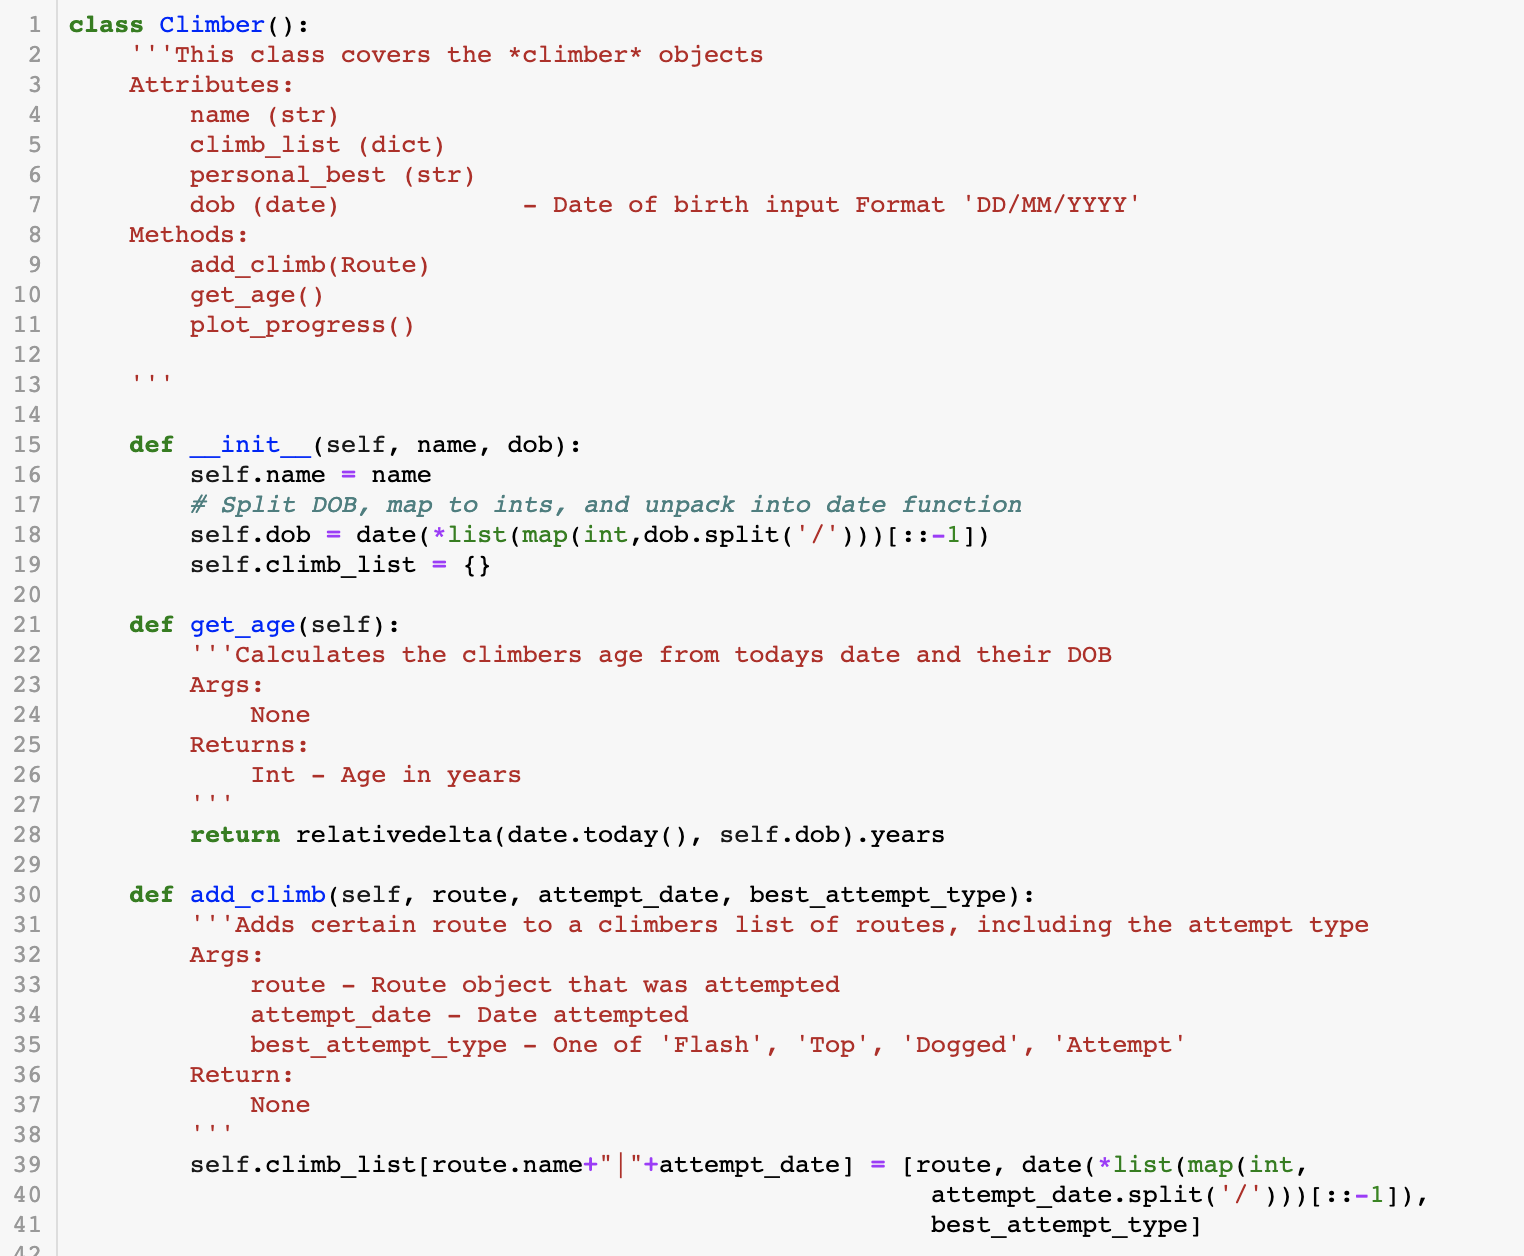 1 class Climber():
2     '''This class covers the *climber* objects
3     Attributes:
4         name (str)
5         climb_list (dict)
6         personal_best (str)
7         dob (date)            - Date of birth input Format 'DD/MM/YYYY'
8     Methods:
9         add_climb(Route)
10         get_age()
11         plot_progress()
12
13     '''
14
15     def __init__(self, name, dob):
16         self.name = name
17         # Split DOB, map to ints, and unpack into date function
18         self.dob = date(*list(map(int,dob.split('/')))[::-1])
19         self.climb_list = {}
20
21     def get_age(self):
22         '''Calculates the climbers age from todays date and their DOB
23         Args:
24             None
25         Returns:
26             Int - Age in years
27         '''
28         return relativedelta(date.today(), self.dob).years
29
30     def add_climb(self, route, attempt_date, best_attempt_type):
31         '''Adds certain route to a climbers list of routes, including the attempt type
32         Args:
33             route - Route object that was attempted
34             attempt_date - Date attempted
35             best_attempt_type - One of 'Flash', 'Top', 'Dogged', 'Attempt'
36         Return:
37             None
38         '''
39         self.climb_list[route.name+"|"+attempt_date] = [route, date(*list(map(int,
40                                                          attempt_date.split('/')))[::-1]),
41                                                          best_attempt_type]
42